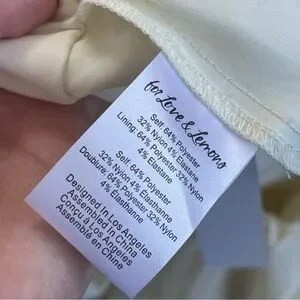 for Love & Lemons
Self: 64% Polyester
32% Nylon 4% Elastane
Lining: 64% Polyester 32% Nylon
4% Elastane
Self: 64% Polyester
32% Nylon 4% Elasthanne
Doublure: 64% Polyester 32% Nylon
4% Elasthanne
Designed in Los Angeles
Assembled in China
Conçu à Los Angeles
Assemblé en Chine